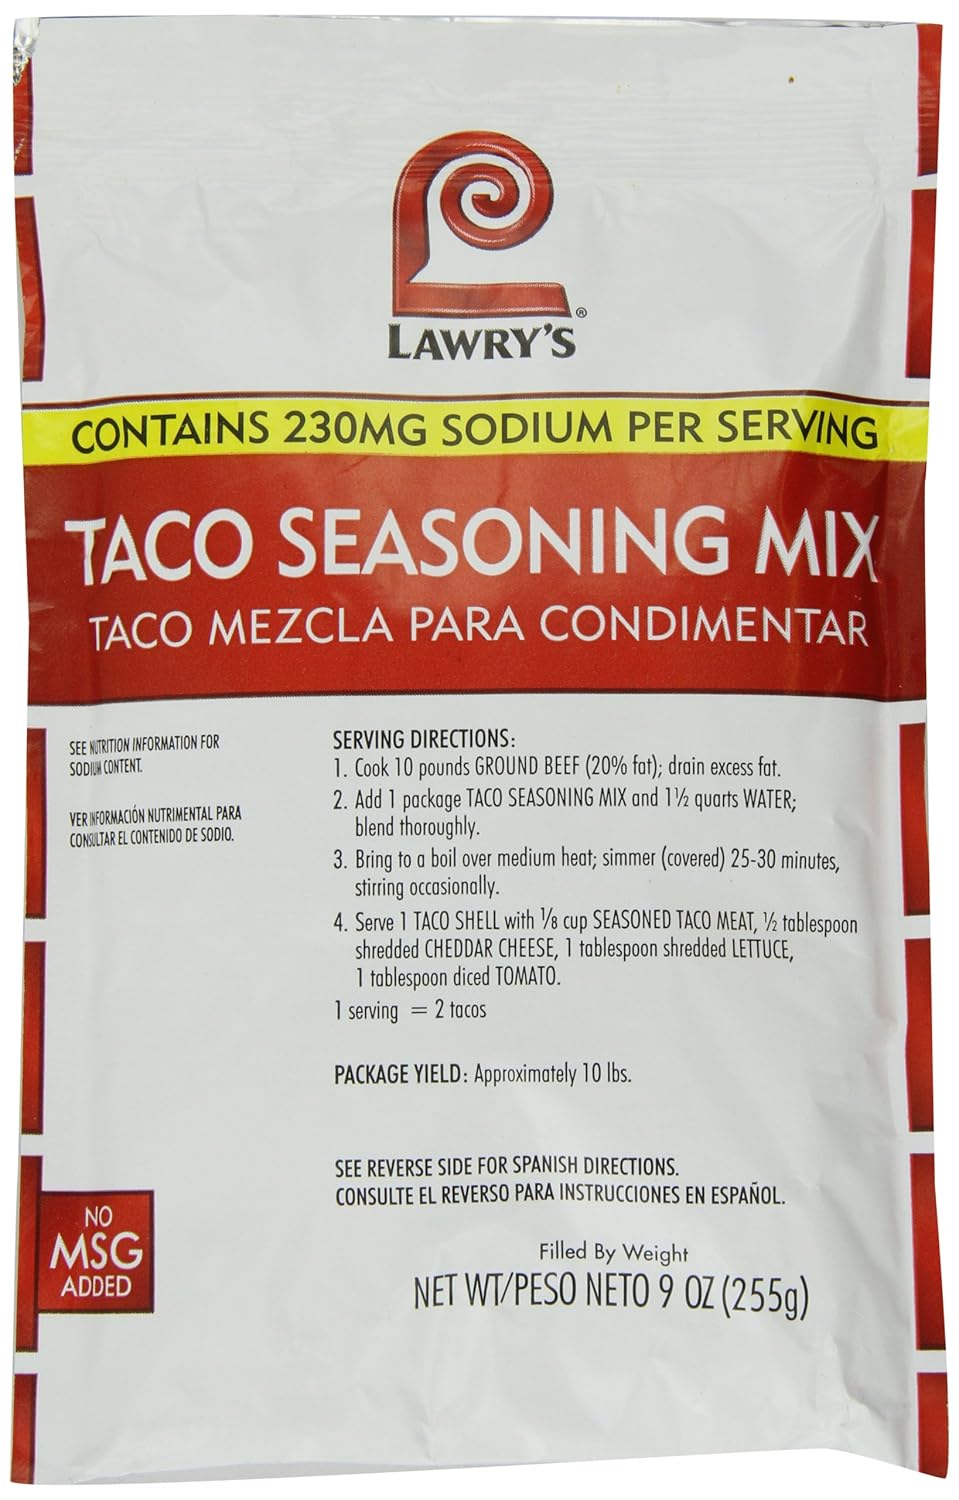 LAWRY'S®
CONTAINS 230MG SODIUM PER SERVING
TACO SEASONING MIX
TACO MEZCLA PARA CONDIMENTAR
SEE NUTRITION INFORMATION FOR
SODIUM CONTENT.
VER INFORMACIÓN NUTRIMENTAL PARA
CONSULTAR EL CONTENIDO DE SODIO.
SERVING DIRECTIONS:
1. Cook 10 pounds GROUND BEEF (20% fat); drain excess fat.
2. Add 1 package TACO SEASONING MIX and 1½ quarts WATER;
blend thoroughly.
3. Bring to a boil over medium heat; simmer (covered) 25-30 minutes,
stirring occasionally.
4. Serve 1 TACO SHELL with ⅛ cup SEASONED TACO MEAT, ½ tablespoon
shredded CHEDDAR CHEESE, 1 tablespoon shredded LETTUCE,
1 tablespoon diced TOMATO.
1 serving = 2 tacos
PACKAGE YIELD: Approximately 10 lbs.
SEE REVERSE SIDE FOR SPANISH DIRECTIONS.
CONSULTE EL REVERSO PARA INSTRUCCIONES EN ESPAÑOL.
NO
MSG
ADDED
Filled By Weight
NET WT/PESO NETO 9 OZ (255g)